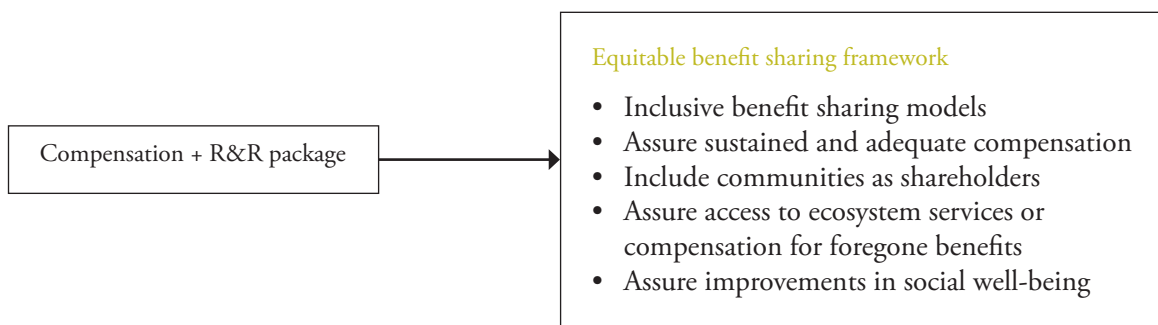 Compensation + R&R package
Equitable benefit sharing framework
• Inclusive benefit sharing models
• Assure sustained and adequate compensation
• Include communities as shareholders
• Assure access to ecosystem services or
compensation for foregone benefits
• Assure improvements in social well-being